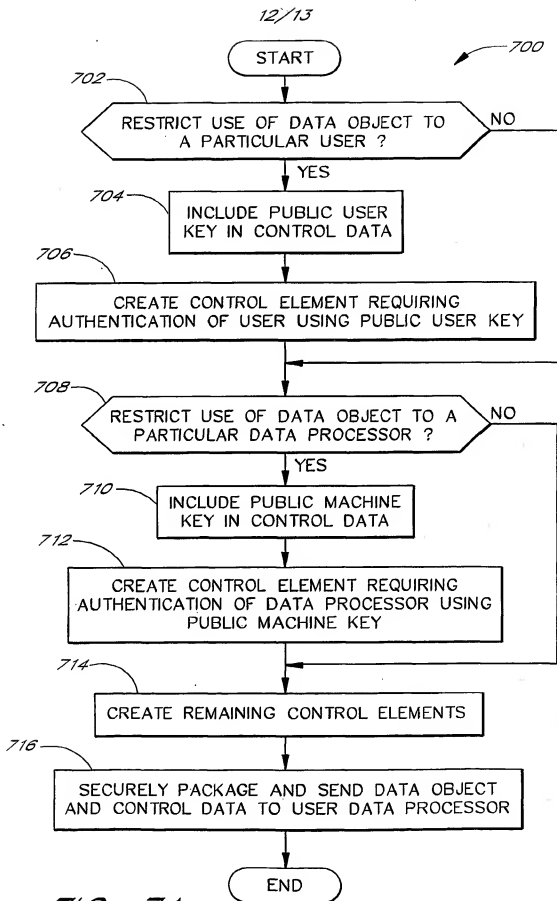 12/13
START
700
702
RESTRICT USE OF DATA OBJECT TO
A PARTICULAR USER ?
NO
YES
704
INCLUDE PUBLIC USER
KEY IN CONTROL DATA
706
CREATE CONTROL ELEMENT REQUIRING
AUTHENTICATION OF USER USING PUBLIC USER KEY
708
RESTRICT USE OF DATA OBJECT TO A
PARTICULAR DATA PROCESSOR ?
NO
YES
710
INCLUDE PUBLIC MACHINE
KEY IN CONTROL DATA
712
CREATE CONTROL ELEMENT REQUIRING
AUTHENTICATION OF DATA PROCESSOR USING
PUBLIC MACHINE KEY
714
CREATE REMAINING CONTROL ELEMENTS
716
SECURELY PACKAGE AND SEND DATA OBJECT
AND CONTROL DATA TO USER DATA PROCESSOR
END